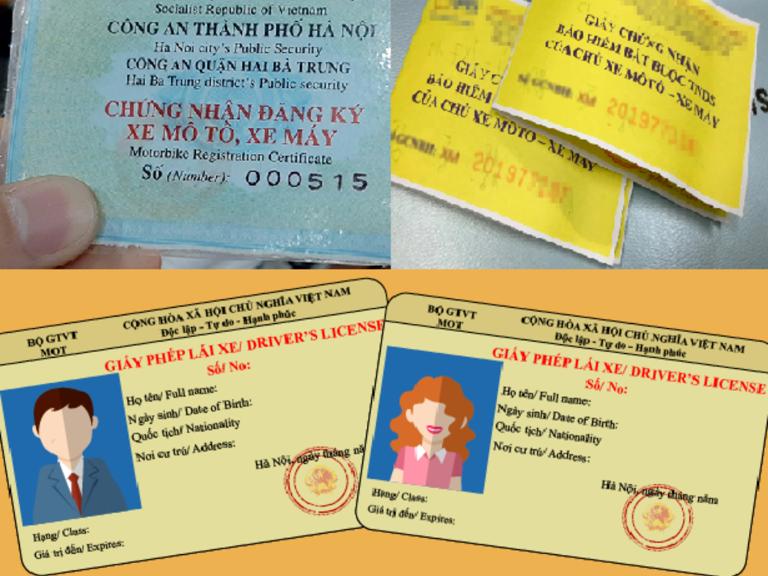 Socialist Republic of Vietnam
CÔNG AN THÀNH PHỐ HÀ NỘI
Ha Noi city's Public Security
CÔNG AN QUẬN HAI BÀ TRUNG
Hai Ba Trung district's Public security
CHỨNG NHẬN ĐĂNG KÝ
XE MÔ TÔ, XE MÁY
Motorbike Registration Certificate
Số (Number): 000515
GIẤY CHỨNG NHẬN
BẢO HIỂM BẮT BUỘC TNDS
CỦA CHỦ XE MÔTÔ - XE MÁY
GIẤY C
BẢO HIỂM
CỦA CHỦ XE MÔTÔ - XE MÁY
BỘ GTVT
MOT
CỘNG HÒA XÃ HỘI CHỦ NGHĨA VIỆT NAM
Độc lập - Tự do - Hạnh phúc
GIẤY PHÉP LÁI XE/ DRIVER'S LICENSE
Số/ No:
Họ tên/ Full name:
Ngày sinh/ Date of Birth:
Quốc tịch/ Nationality
Nơi cư trú/ Address:
Hà Nội, ngày tháng nă
Hạng/ Class:
Giá trị đến/ Expires:
BỘ GTVT
MOT
CỘNG HÒA XÃ HỘI CHỦ NGHĨA VIỆT NAM
Độc lập - Tự do - Hạnh phúc
GIẤY PHÉP LÁI XE/ DRIVER'S LICENSE
Số/ No:
Họ tên/ Full name:
Ngày sinh/ Date of Birth:
Quốc tịch/ Nationality
Nơi cư trú/ Address:
Hà Nội, ngày tháng năm
Hạng/ Class:
Giá trị đến/ Expires: